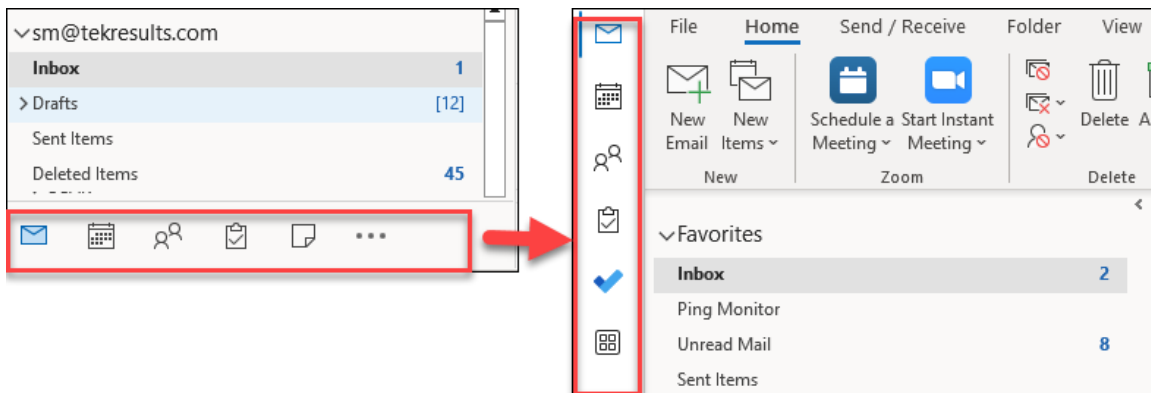 sm@tekresults.com
Inbox 1
Drafts [12]
Sent Items
Deleted Items 45
File Home Send / Receive Folder View
New Email
New Items
Schedule a Meeting
Start Instant Meeting
Delete
New Zoom Delete
Favorites
Inbox 2
Ping Monitor
Unread Mail 8
Sent Items